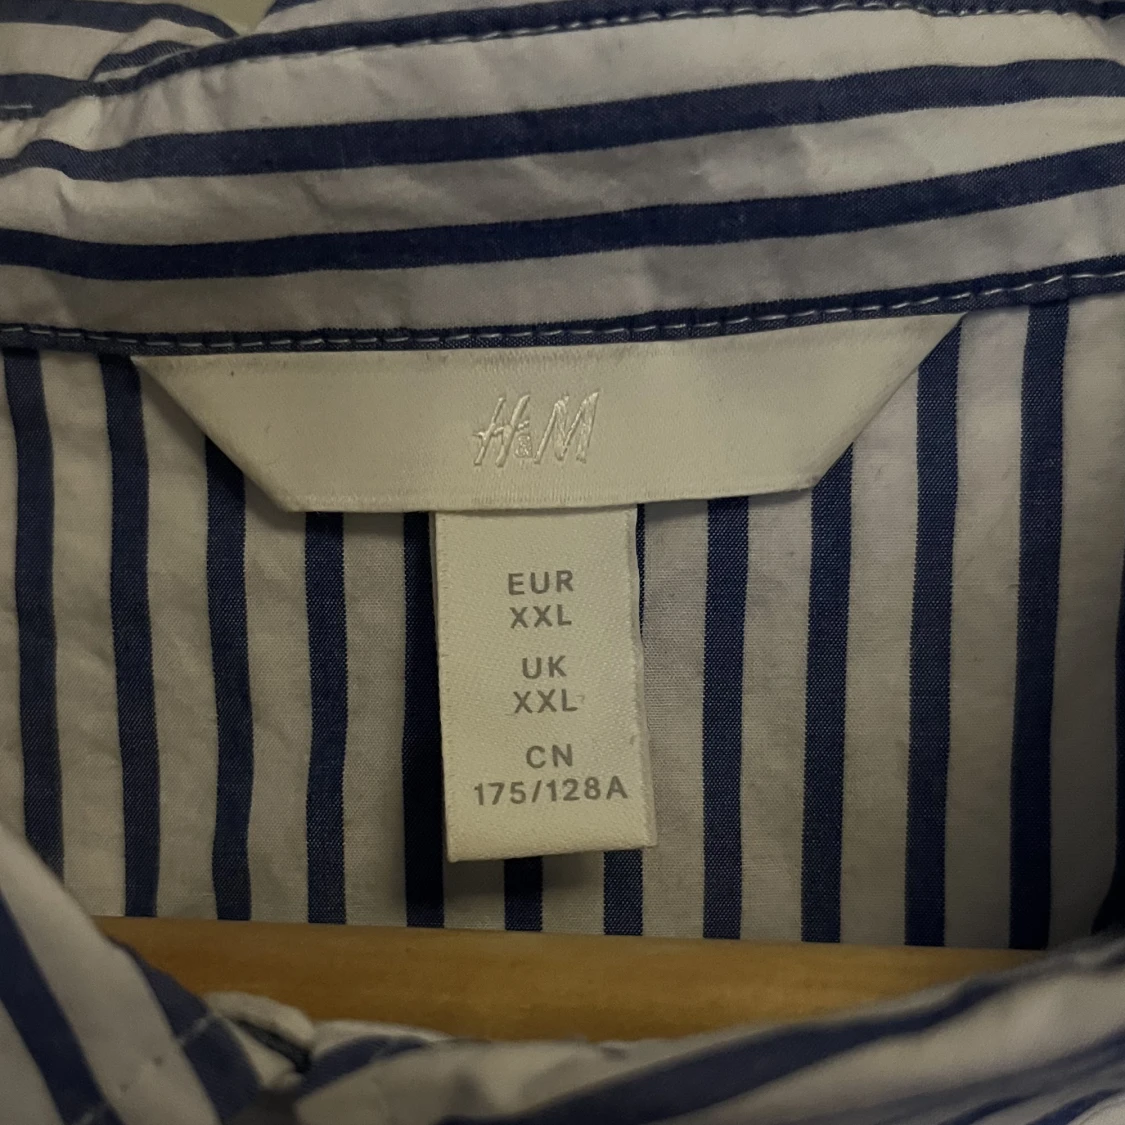 H&M
EUR
XXL
UK
XXL
CN
175/128A